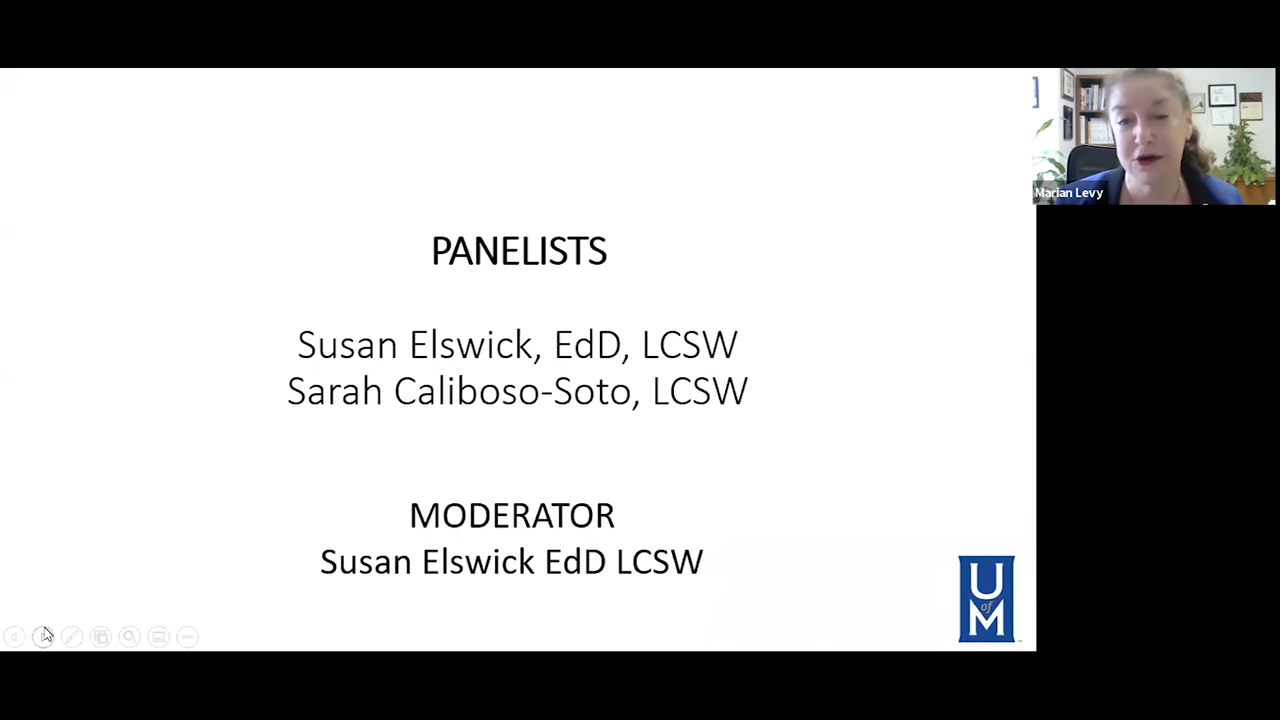 PANELISTS
Susan Elswick, EdD, LCSW
Sarah Caliboso-Soto, LCSW
MODERATOR
Susan Elswick EdD LCSW
U
of
M
Marian Levy